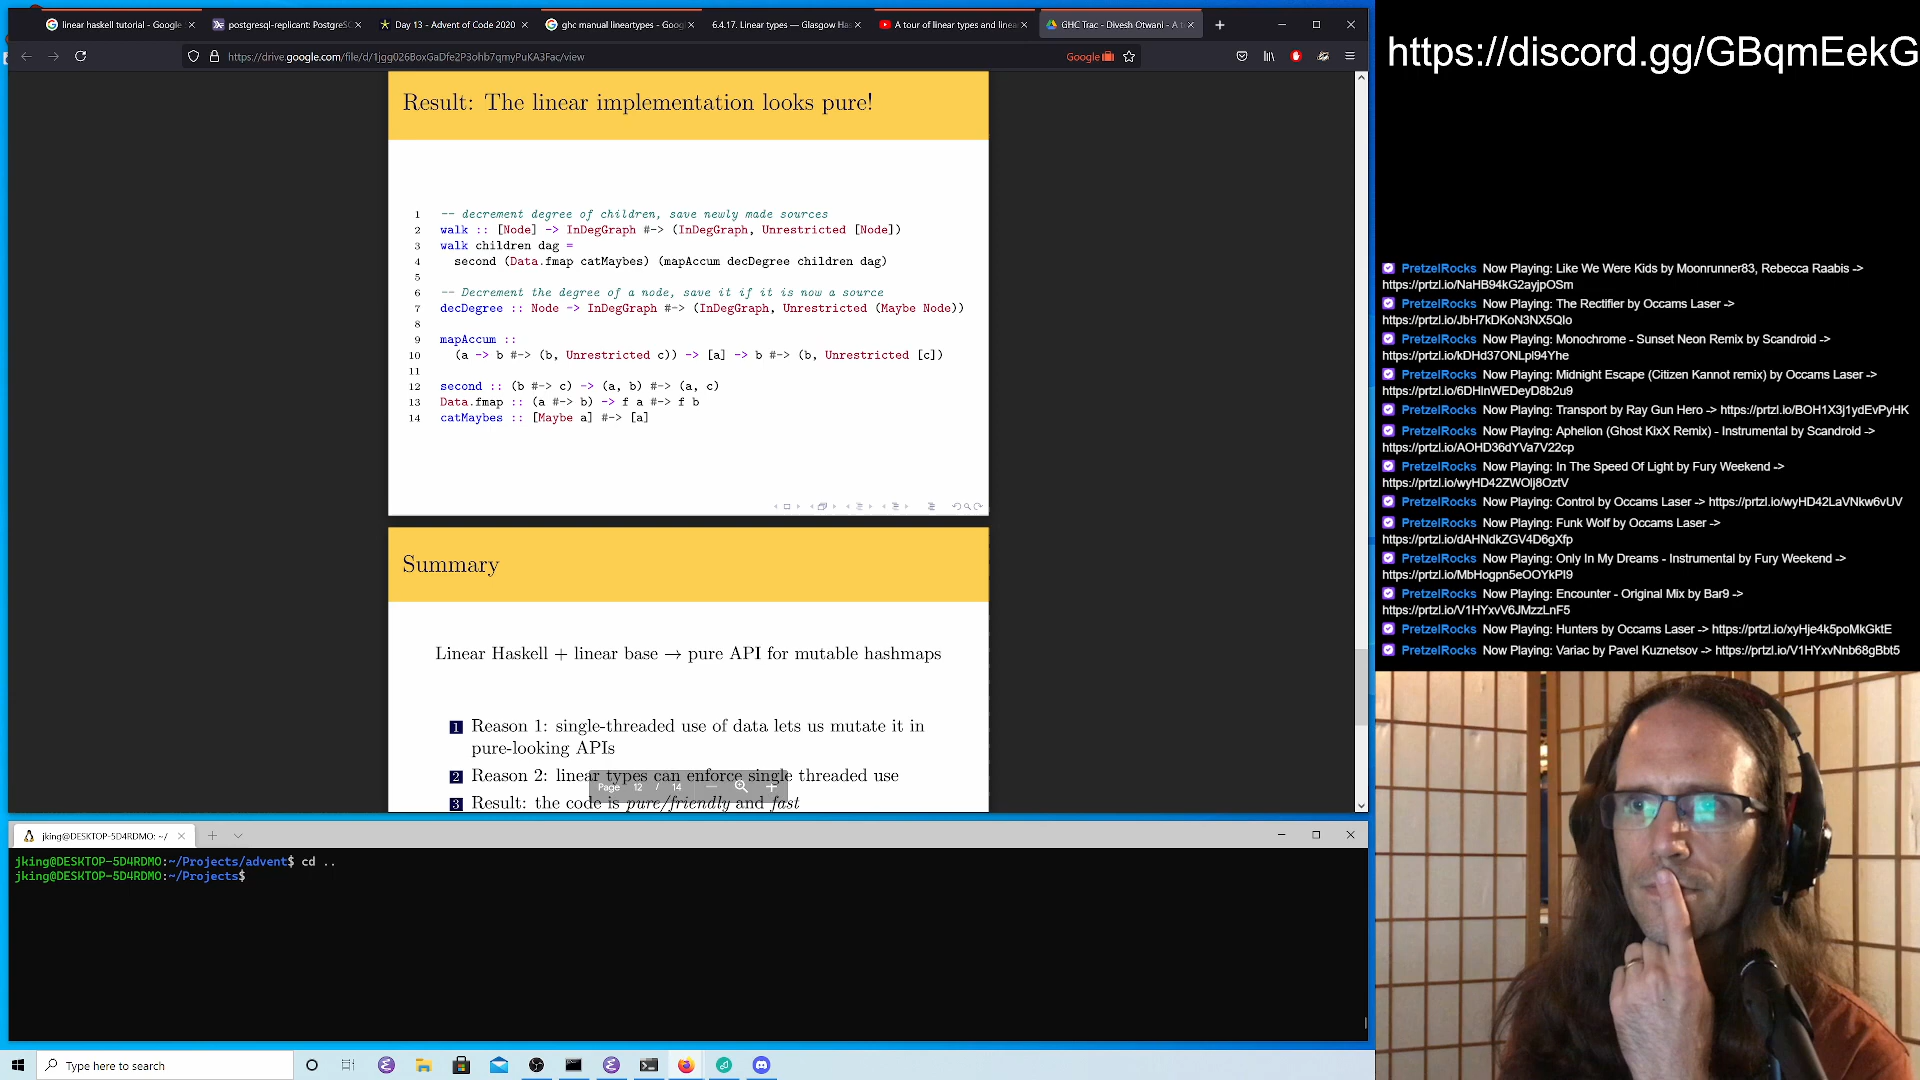 linear haskell tutorial - Google
postgresql-replicant: PostgreSQ
Day 13 - Advent of Code 2020
ghc manual lineartypes - Goog
6.4.17. Linear types — Glasgow Ha
A tour of linear types and linea
GHC Trac - Divesh Otwani - A t
https://drive.google.com/file/d/1jgg026BoxGaDfe2P3ohb7qmyPuKA3Fac/view
Google
Result: The linear implementation looks pure!
1 -- decrement degree of children, save newly made sources
2 walk :: [Node] -> InDegGraph #-> (InDegGraph, Unrestricted [Node])
3 walk children dag =
4 second (Data.fmap catMaybes) (mapAccum decDegree children dag)
5
6 -- Decrement the degree of a node, save it if it is now a source
7 decDegree :: Node -> InDegGraph #-> (InDegGraph, Unrestricted (Maybe Node))
8
9 mapAccum ::
10 (a -> b #-> (b, Unrestricted c)) -> [a] -> b #-> (b, Unrestricted [c])
11
12 second :: (b #-> c) -> (a, b) #-> (a, c)
13 Data.fmap :: (a #-> b) -> f a #-> f b
14 catMaybes :: [Maybe a] #-> [a]
Summary
Linear Haskell + linear base → pure API for mutable hashmaps
1 Reason 1: single-threaded use of data lets us mutate it in
pure-looking APIs
2 Reason 2: linear types can enforce single threaded use
Page 12 / 14
3 Result: the code is pure/friendly and fast
jking@DESKTOP-5D4RDMO: ~/
jking@DESKTOP-5D4RDMO:~/Projects/advent$ cd ..
jking@DESKTOP-5D4RDMO:~/Projects$
Type here to search
https://discord.gg/GBqmEekG
PretzelRocks Now Playing: Like We Were Kids by Moonrunner83, Rebecca Raabis ->
https://prtzl.io/NaHB94kG2ayjpOSm
PretzelRocks Now Playing: The Rectifier by Occams Laser ->
https://prtzl.io/JbH7kDKoN3NX5Qlo
PretzelRocks Now Playing: Monochrome - Sunset Neon Remix by Scandroid ->
https://prtzl.io/kDHd37ONLpl94Yhe
PretzelRocks Now Playing: Midnight Escape (Citizen Kannot remix) by Occams Laser ->
https://prtzl.io/6DHlnWEDeyD8b2u9
PretzelRocks Now Playing: Transport by Ray Gun Hero -> https://prtzl.io/BOH1X3j1ydEvPyHK
PretzelRocks Now Playing: Aphelion (Ghost KixX Remix) - Instrumental by Scandroid ->
https://prtzl.io/AOHD36dYVa7V22cp
PretzelRocks Now Playing: In The Speed Of Light by Fury Weekend ->
https://prtzl.io/wyHD42ZWOlj8OztV
PretzelRocks Now Playing: Control by Occams Laser -> https://prtzl.io/wyHD42LaVNkw6vUV
PretzelRocks Now Playing: Funk Wolf by Occams Laser ->
https://prtzl.io/dAHNdkZGV4D6gXfp
PretzelRocks Now Playing: Only In My Dreams - Instrumental by Fury Weekend ->
https://prtzl.io/MbHogpn5eOOYkPl9
PretzelRocks Now Playing: Encounter - Original Mix by Bar9 ->
https://prtzl.io/V1HYxvV6JMzzLnF5
PretzelRocks Now Playing: Hunters by Occams Laser -> https://prtzl.io/xyHje4k5poMkGktE
PretzelRocks Now Playing: Variac by Pavel Kuznetsov -> https://prtzl.io/V1HYxvNnb68gBbt5